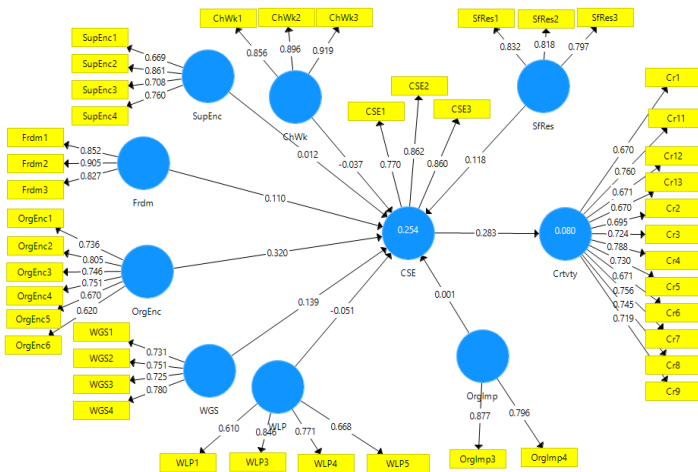 ChWk1
ChWk2
ChWk3
SfRes1
SfRes2
SfRes3
0.856
0.896
0.919
0.832
0.818
0.797
SupEnc1
SupEnc2
SupEnc3
SupEnc4
0.669
0.861
0.708
0.760
SupEnc
ChWk
SfRes
CSE1
CSE2
CSE3
0.770
0.862
0.860
Cr1
Cr11
Cr12
Cr13
Cr2
Cr3
Cr4
Cr5
Cr6
Cr7
Cr8
Cr9
0.670
0.760
0.671
0.670
0.695
0.724
0.788
0.730
0.671
0.756
0.745
0.719
Frdm1
Frdm2
Frdm3
0.852
0.905
0.827
Frdm
0.012
-0.037
0.118
0.110
0.320
0.139
-0.051
0.001
0.254
CSE
0.283
0.080
Crtvty
OrgEnc1
OrgEnc2
OrgEnc3
OrgEnc4
OrgEnc5
OrgEnc6
0.736
0.805
0.746
0.751
0.670
0.620
OrgEnc
WGS1
WGS2
WGS3
WGS4
0.731
0.751
0.725
0.780
WGS
WLP
0.610
0.846
0.771
0.668
WLP1
WLP3
WLP4
WLP5
OrgImp
0.877
0.796
OrgImp3
OrgImp4